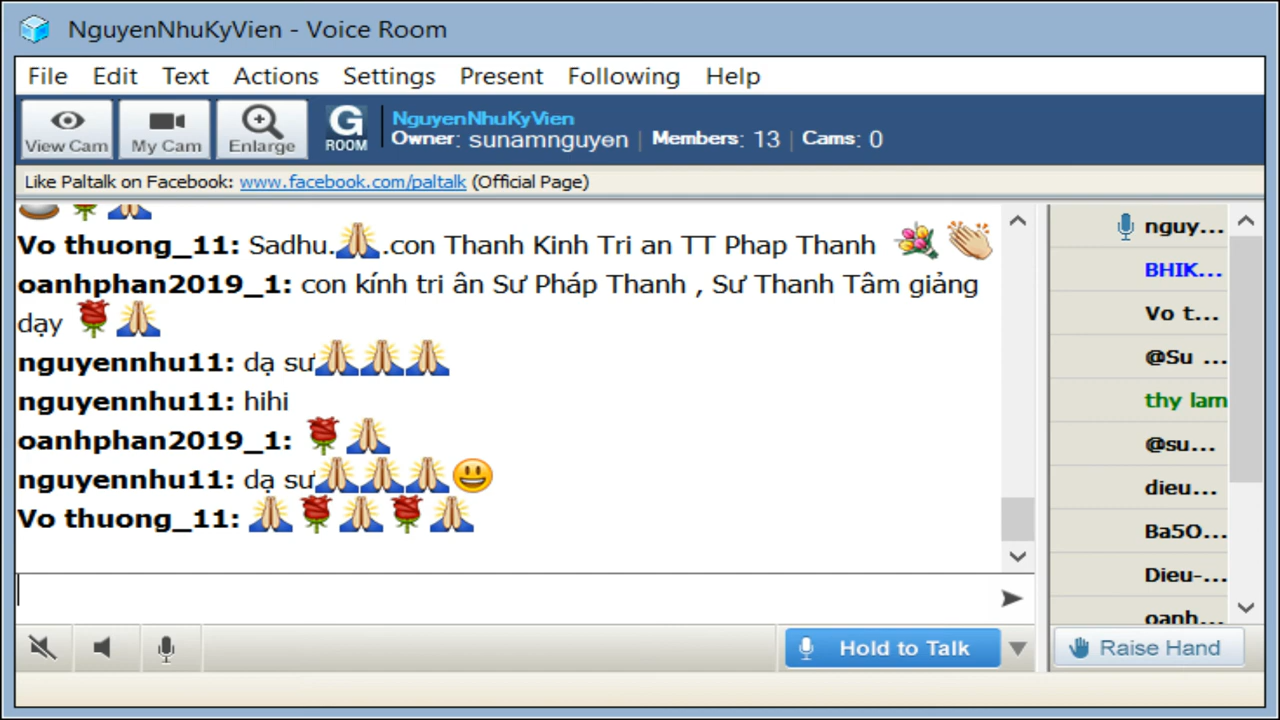 NguyenNhuKyVien - Voice Room
File Edit Text Actions Settings Present Following Help
View Cam My Cam Enlarge G ROOM
NguyenNhuKyVien
Owner: sunamnguyen | Members: 13 | Cams: 0
Like Paltalk on Facebook: www.facebook.com/paltalk (Official Page)
Vo thuong_11: Sadhu.🙏.con Thanh Kinh Tri an TT Phap Thanh 💐👏
oanhphan2019_1: con kính tri ân Sư Pháp Thanh , Sư Thanh Tâm giảng
dạy 🌹🙏
nguyennhu11: dạ sư🙏🙏🙏
nguyennhu11: hihi
oanhphan2019_1: 🌹🙏
nguyennhu11: dạ sư🙏🙏🙏😃
Vo thuong_11: 🙏🌹🙏🌹🙏
nguy...
BHIK...
Vo t...
@Su ...
thy lam
@su...
dieu...
Ba5O...
Dieu-...
oanh...
Hold to Talk
Raise Hand